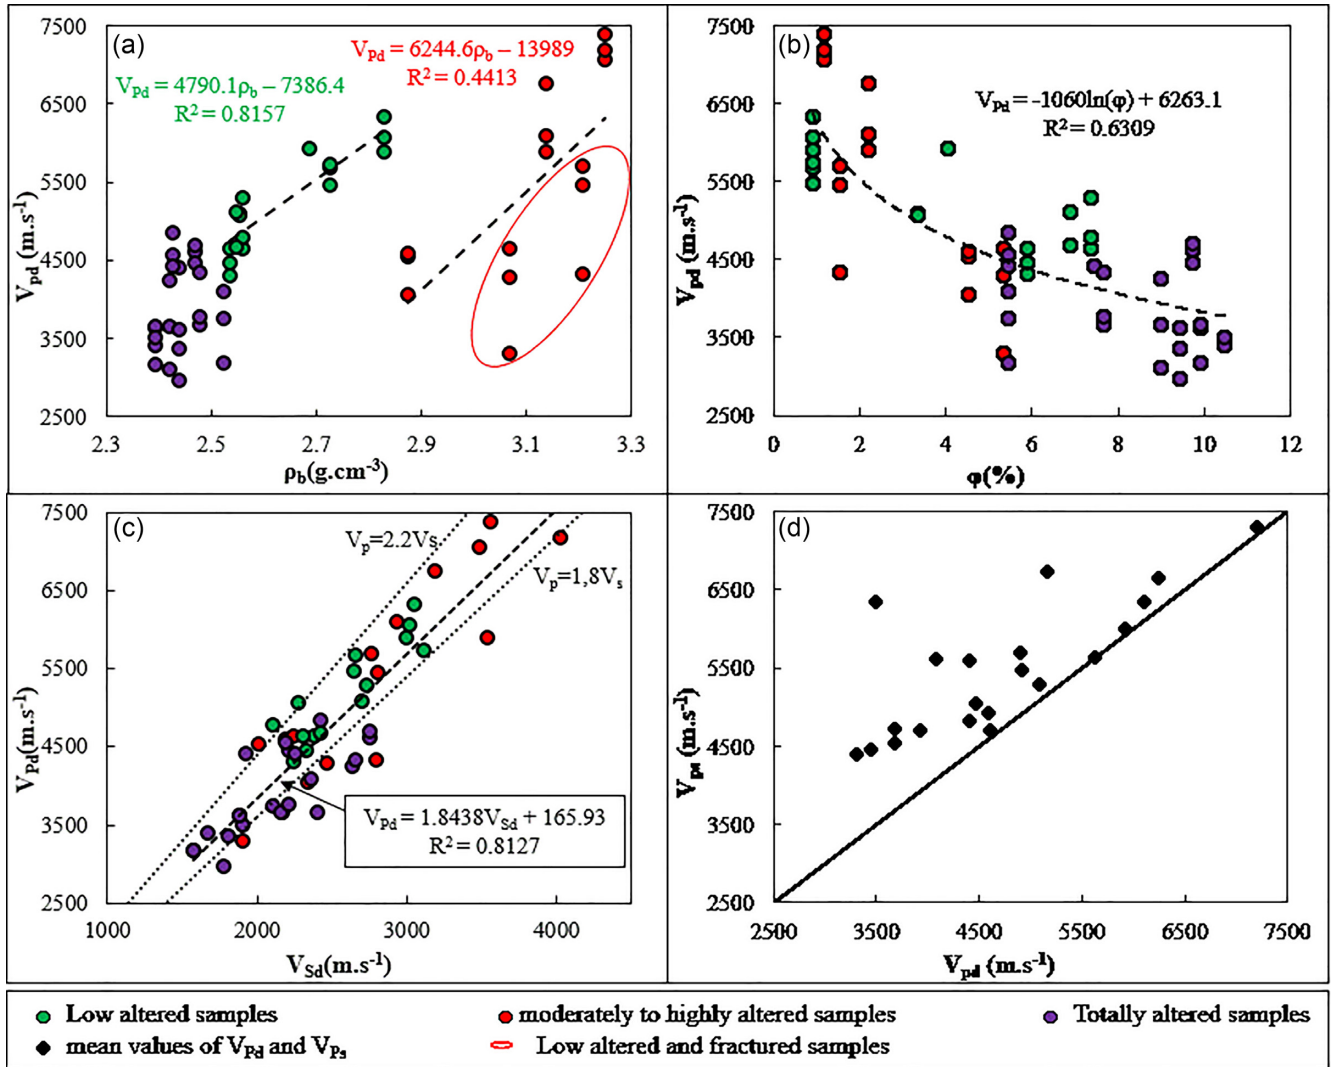 (a)
V_Pd = 6244.6ρ_b – 13989
R² = 0.4413
V_Pd = 4790.1ρ_b – 7386.4
R² = 0.8157
7500
6500
5500
4500
3500
2500
2.3 2.5 2.7 2.9 3.1 3.3
V_pd (m.s⁻¹)
ρ_b(g.cm⁻³)
(b)
V_Pd = -1060ln(φ) + 6263.1
R² = 0.6309
7500
6500
5500
4500
3500
2500
0 2 4 6 8 10 12
V_pd (m.s⁻¹)
φ(%)
(c)
V_p=2.2Vs
V_p=1,8V_s
V_Pd = 1.8438V_Sd + 165.93
R² = 0.8127
7500
6500
5500
4500
3500
2500
1000 2000 3000 4000
V_Pd(m.s⁻¹)
V_Sd(m.s⁻¹)
(d)
7500
6500
5500
4500
3500
2500
2500 3500 4500 5500 6500 7500
V_ps (m.s⁻¹)
V_pd (m.s⁻¹)
Low altered samples
moderately to highly altered samples
Totally altered samples
mean values of V_Pd and V_Ps
Low altered and fractured samples